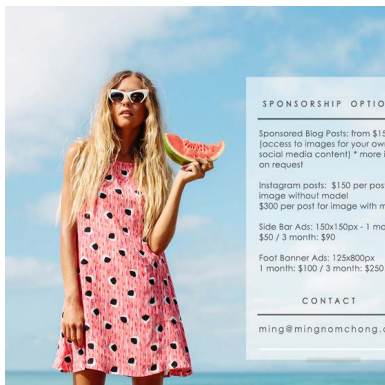 SPONSORSHIP OPTIO
Sponsored Blog Posts: from $15
(access to images for your ow
social media content) * more i
on request
Instagram posts: $150 per pos
image without model
$300 per post for image with m
Side Bar Ads: 150x150px - 1 mo
$50 / 3 month: $90
Foot Banner Ads: 125x800px
1 month: $100 / 3 month: $250
CONTACT
ming@mingnomchong.c